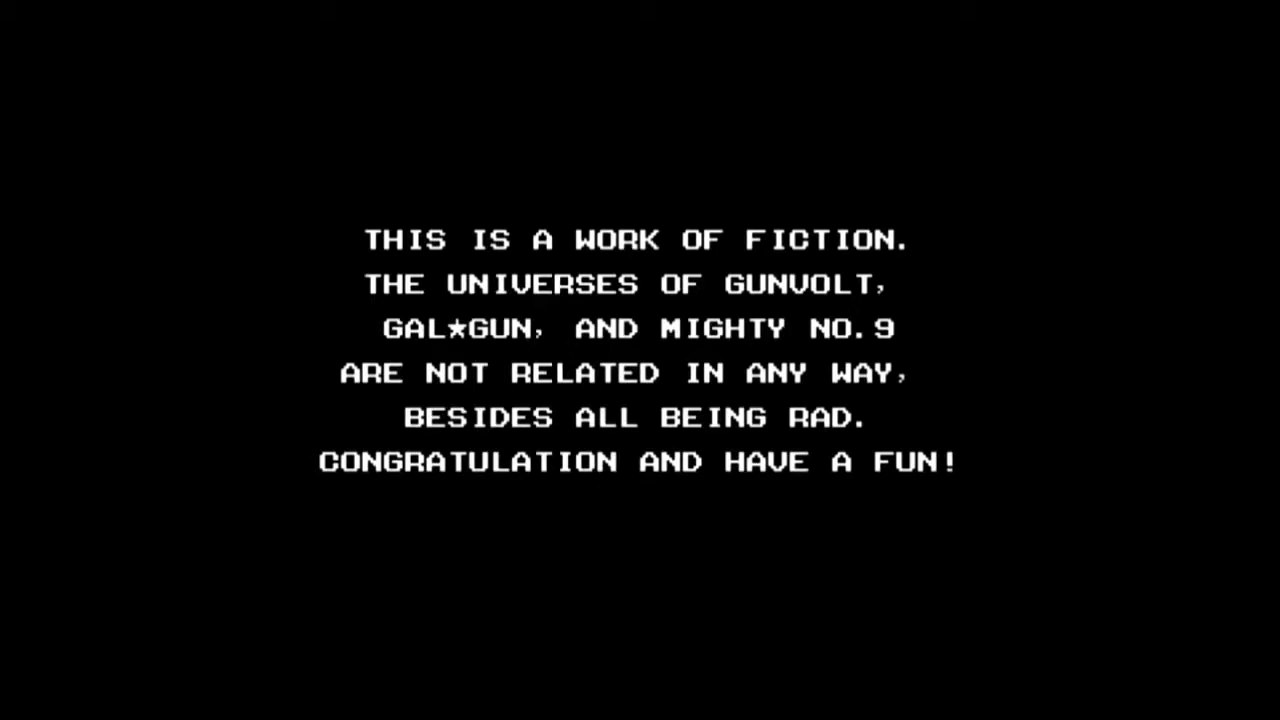 THIS IS A WORK OF FICTION.
THE UNIVERSES OF GUNVOLT,
GAL★GUN, AND MIGHTY NO.9
ARE NOT RELATED IN ANY WAY,
BESIDES ALL BEING RAD.
CONGRATULATION AND HAVE A FUN!